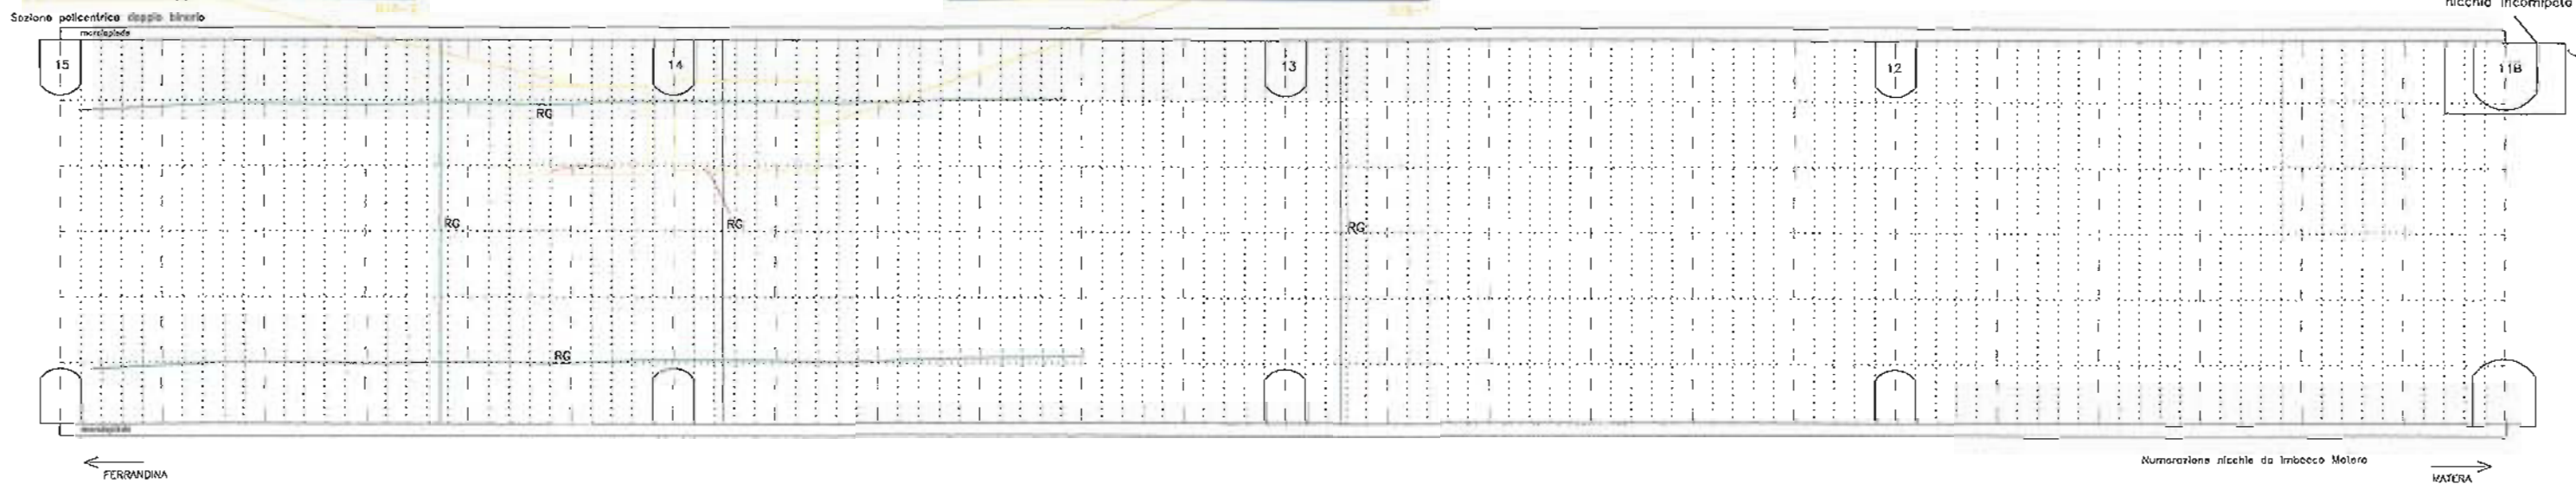 Sezione policentrica doppio binario
nicchia incompleta
marciapiede
15
14
13
12
11B
RG
RG
RG
RG
RG
marciapiede
FERRANDINA
Numerazione nicchie da Imbocco Matera
MATERA